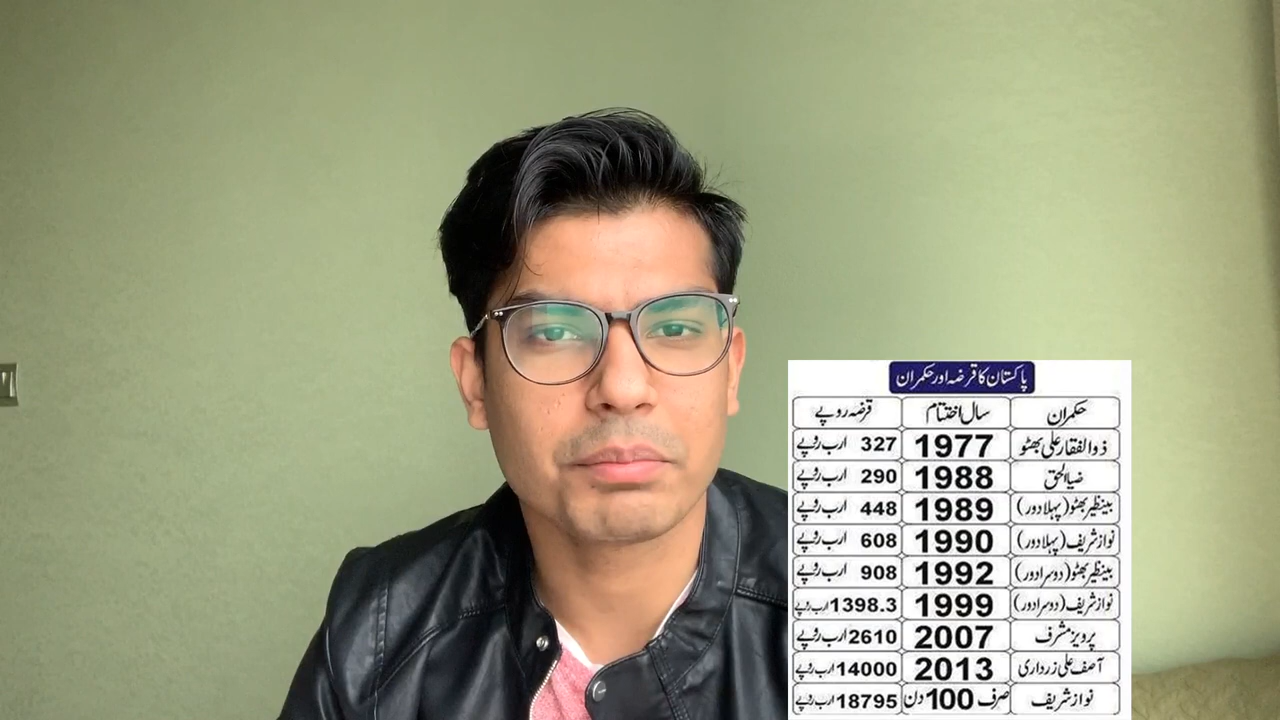 پاکستان کا قرضہ اور حکمران
حکمران سال اختتام قرضہ روپے
ذوالفقار علی بھٹو 1977 327 ارب روپے
ضیاالحق 1988 290 ارب روپے
بینظیر بھٹو (پہلا دور) 1989 448 ارب روپے
نواز شریف (پہلا دور) 1990 608 ارب روپے
بینظیر بھٹو (دوسرا دور) 1992 908 ارب روپے
نواز شریف (دوسرا دور) 1999 1398.3 ارب روپے
پرویز مشرف 2007 2610 ارب روپے
آصف علی زرداری 2013 14000 ارب روپے
نواز شریف صرف 100 دن 18795 ارب روپے